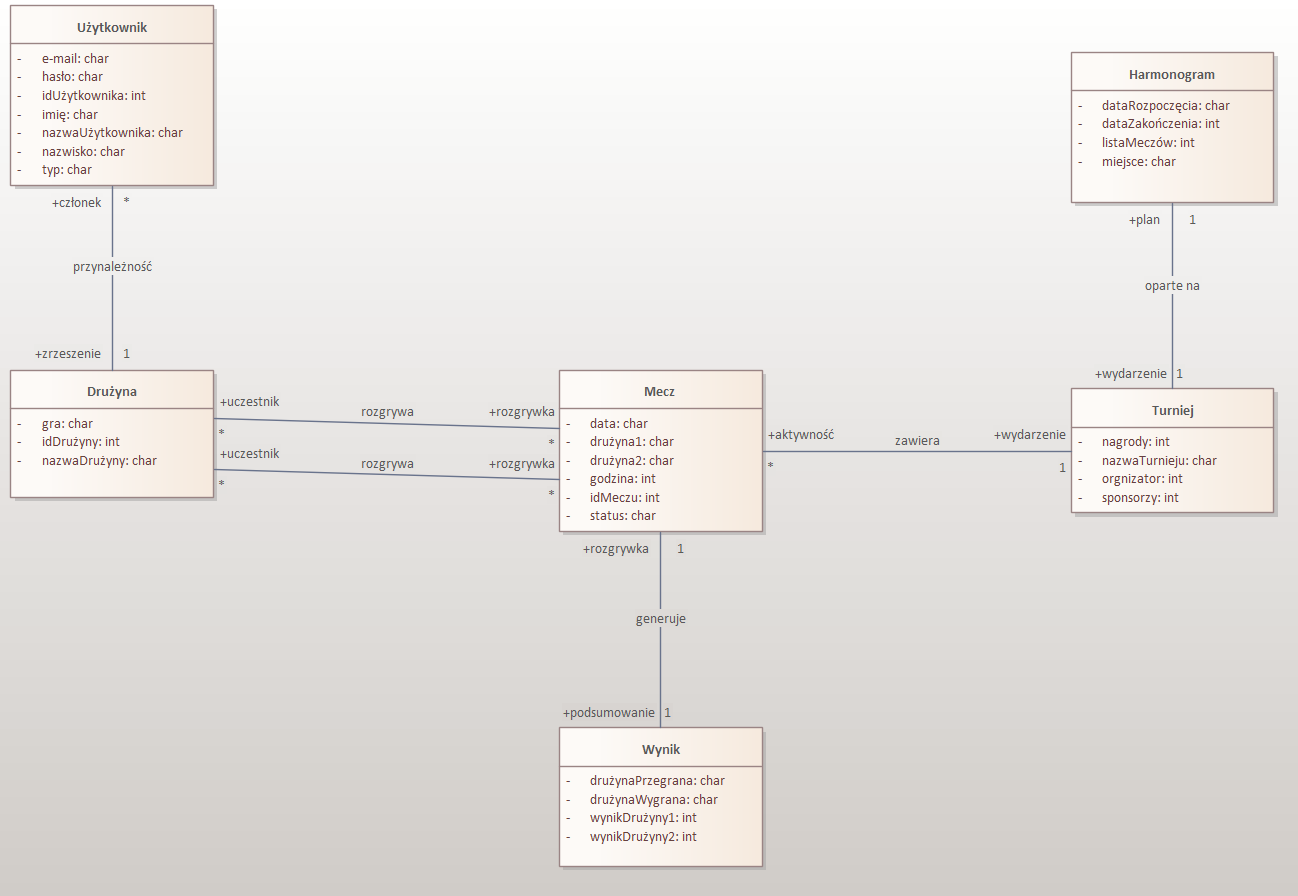 Użytkownik
- e-mail: char
- hasło: char
- idUżytkownika: int
- imię: char
- nazwaUżytkownika: char
- nazwisko: char
- typ: char
+członek *
przynależność
+zrzeszenie 1
Drużyna
- gra: char
- idDrużyny: int
- nazwaDrużyny: char
+uczestnik rozgrywa +rozgrywka
* *
+uczestnik rozgrywa +rozgrywka
* *
Mecz
- data: char
- drużyna1: char
- drużyna2: char
- godzina: int
- idMeczu: int
- status: char
+aktywność zawiera +wydarzenie
* 1
Harmonogram
- dataRozpoczęcia: char
- dataZakończenia: int
- listaMeczów: int
- miejsce: char
+plan 1
oparte na
+wydarzenie 1
Turniej
- nagrody: int
- nazwaTurnieju: char
- orgnizator: int
- sponsorzy: int
+rozgrywka 1
generuje
+podsumowanie 1
Wynik
- drużynaPrzegrana: char
- drużynaWygrana: char
- wynikDrużyny1: int
- wynikDrużyny2: int